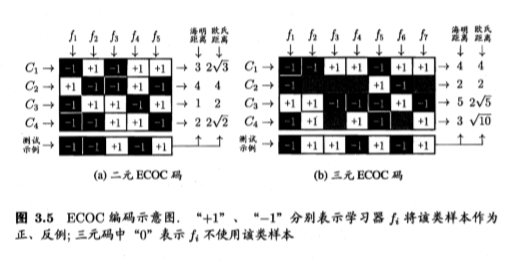 f₁ f₂ f₃ f₄ f₅ 海明距离 欧氏距离
C₁ → -1 +1 -1 +1 +1 → 3 2√3
C₂ → +1 -1 -1 +1 -1 → 4 4
C₃ → -1 +1 +1 -1 +1 → 1 2
C₄ → -1 -1 +1 +1 -1 → 2 2√2
测试示例 → -1 -1 +1 -1 +1
(a) 二元 ECOC 码
f₁ f₂ f₃ f₄ f₅ f₆ f₇ 海明距离 欧氏距离
C₁ → -1 -1 +1 +1 -1 +1 +1 → 4 4
C₂ → -1 +1 -1 → 2 2
C₃ → +1 +1 -1 -1 -1 +1 -1 → 5 2√5
C₄ → -1 +1 +1 -1 +1 → 3 √10
测试示例 → -1 +1 +1 -1 +1 -1 +1
(b) 三元 ECOC 码
图 3.5 ECOC 编码示意图. “+1”、“-1”分别表示学习器 fᵢ 将该类样本作为
正、反例; 三元码中“0”表示 fᵢ 不使用该类样本